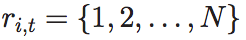 r_{i,t} = {1, 2, . . . , N}